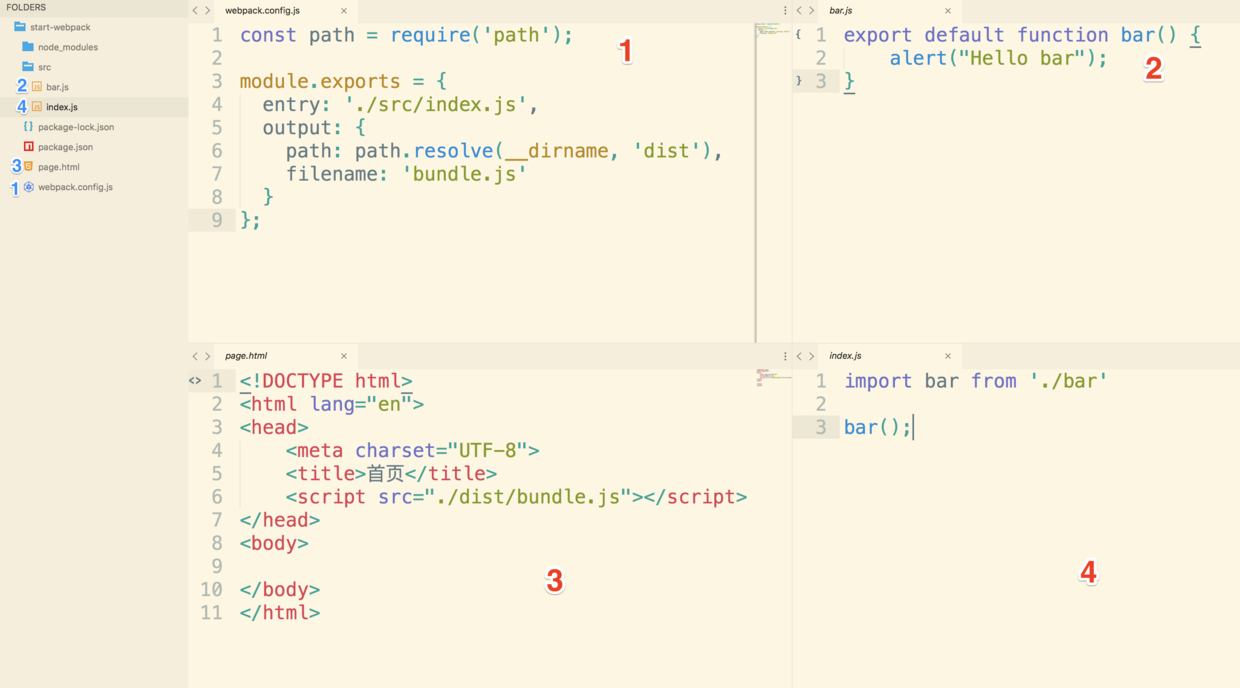 FOLDERS
start-webpack
node_modules
src
2 bar.js
4 index.js
package-lock.json
package.json
3 page.html
1 webpack.config.js
webpack.config.js
1 const path = require('path');
2
3 module.exports = {
4   entry: './src/index.js',
5   output: {
6     path: path.resolve(__dirname, 'dist'),
7     filename: 'bundle.js'
8   }
9 };
1
bar.js
1 export default function bar() {
2     alert("Hello bar");
3 }
2
page.html
1 <!DOCTYPE html>
2 <html lang="en">
3 <head>
4     <meta charset="UTF-8">
5     <title>首页</title>
6     <script src="./dist/bundle.js"></script>
7 </head>
8 <body>
9
10 </body>
11 </html>
3
index.js
1 import bar from './bar'
2
3 bar();
4